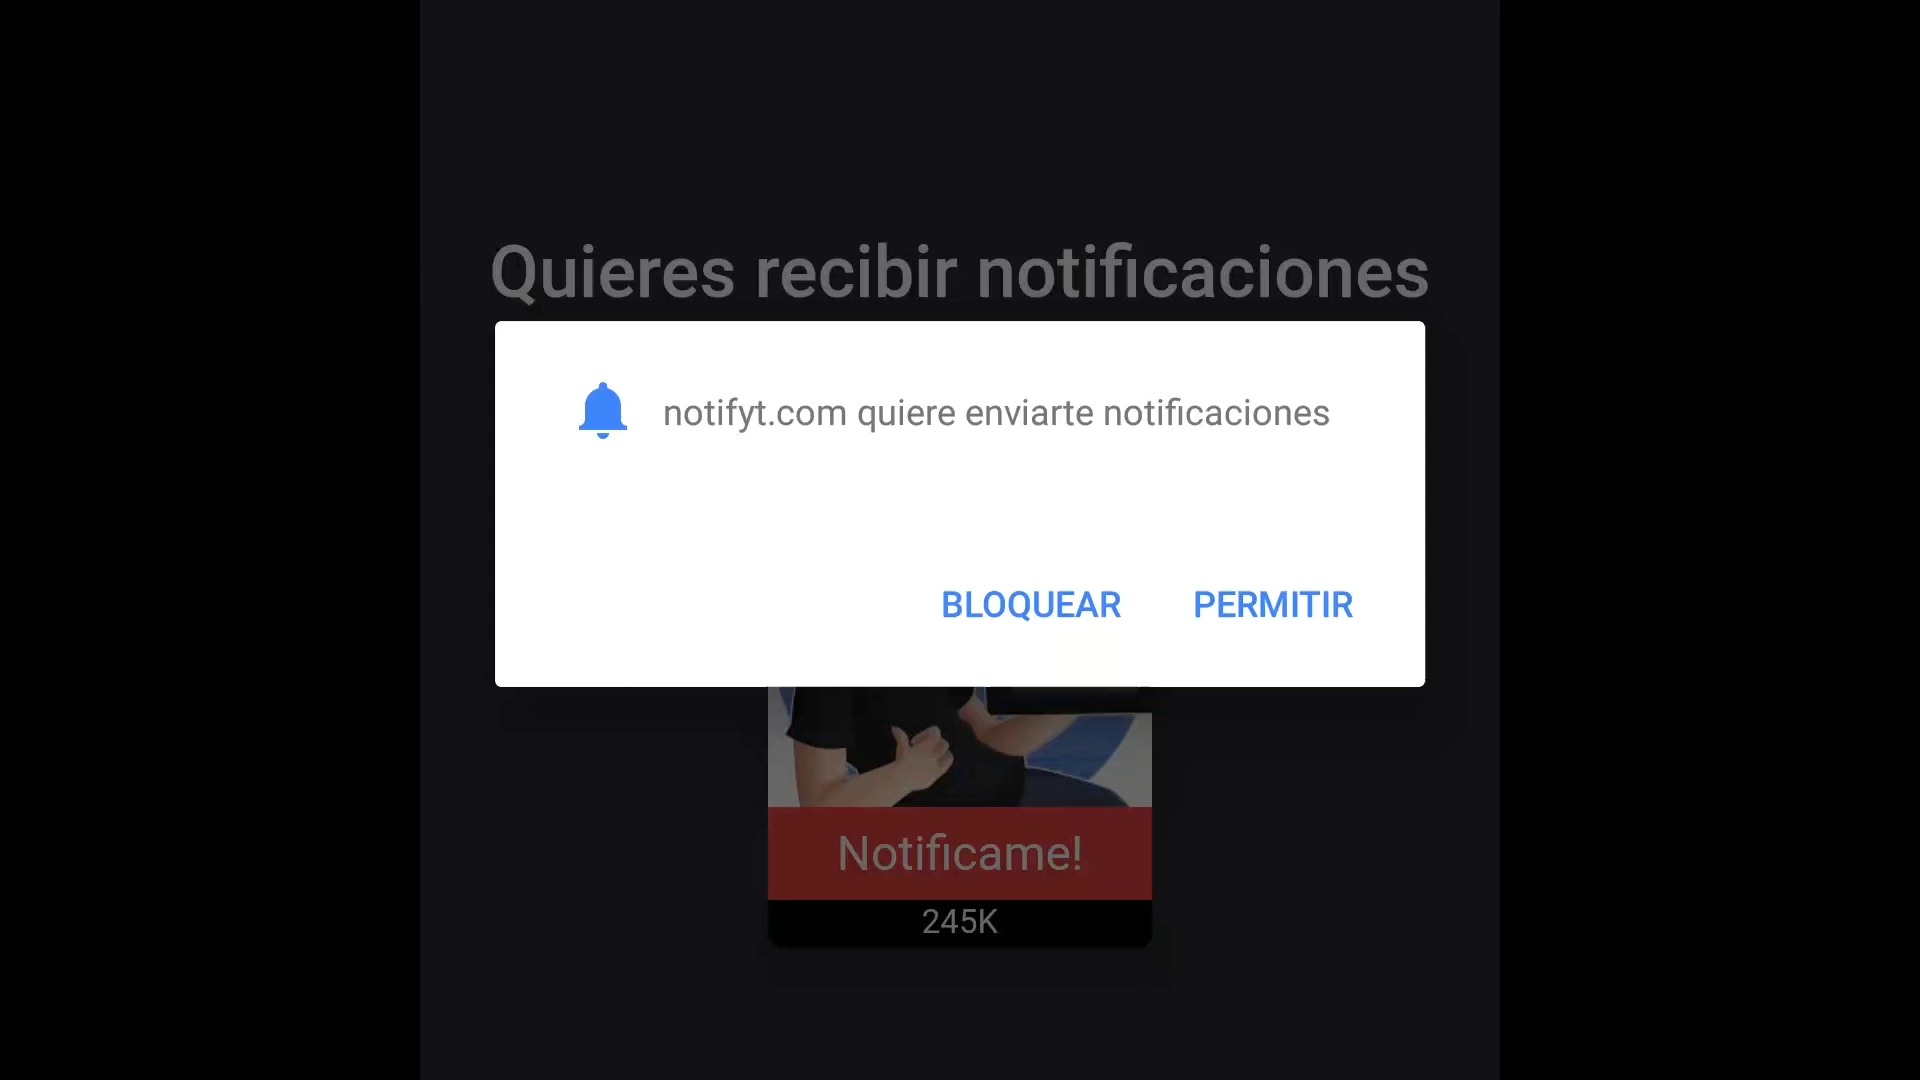 Quieres recibir notificaciones
notifyt.com quiere enviarte notificaciones
BLOQUEAR PERMITIR
Notificame!
245K